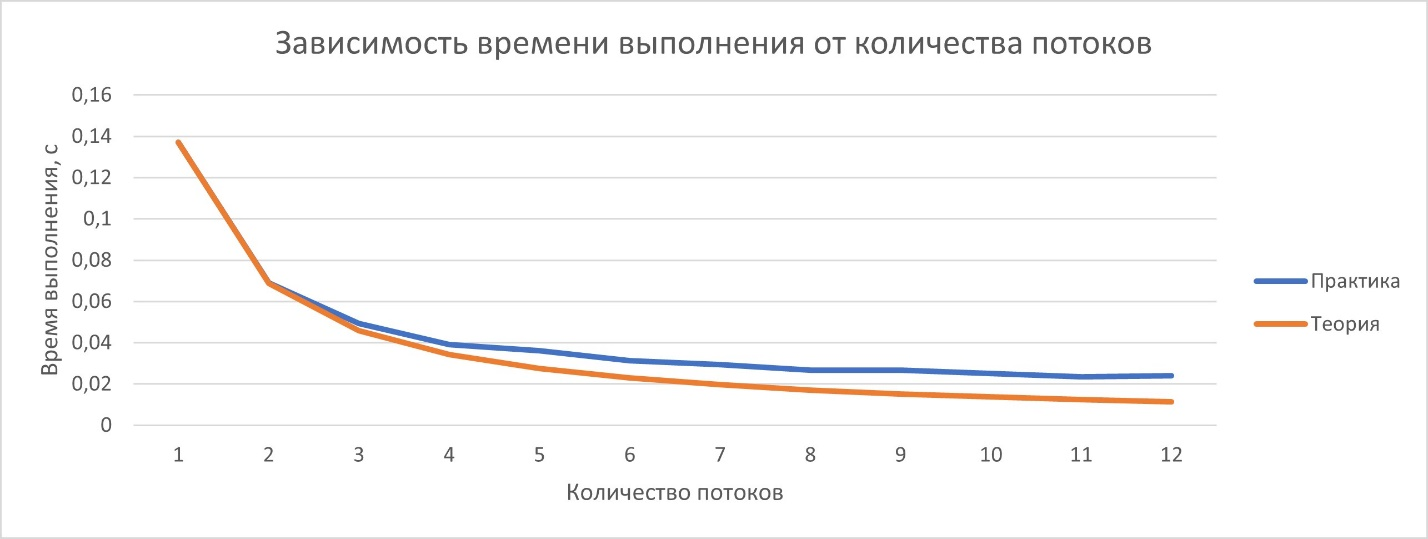 Зависимость времени выполнения от количества потоков
Время выполнения, с
0,16
0,14
0,12
0,1
0,08
0,06
0,04
0,02
0
1 2 3 4 5 6 7 8 9 10 11 12
Количество потоков
Практика
Теория